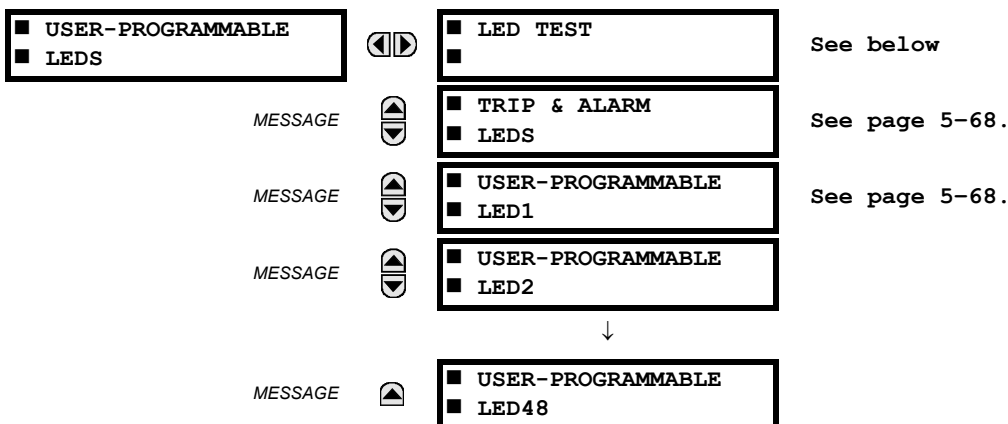 ■ USER-PROGRAMMABLE
■ LEDS
■ LED TEST
■
See below
MESSAGE
■ TRIP & ALARM
■ LEDS
See page 5–68.
MESSAGE
■ USER-PROGRAMMABLE
■ LED1
See page 5–68.
MESSAGE
■ USER-PROGRAMMABLE
■ LED2
↓
MESSAGE
■ USER-PROGRAMMABLE
■ LED48